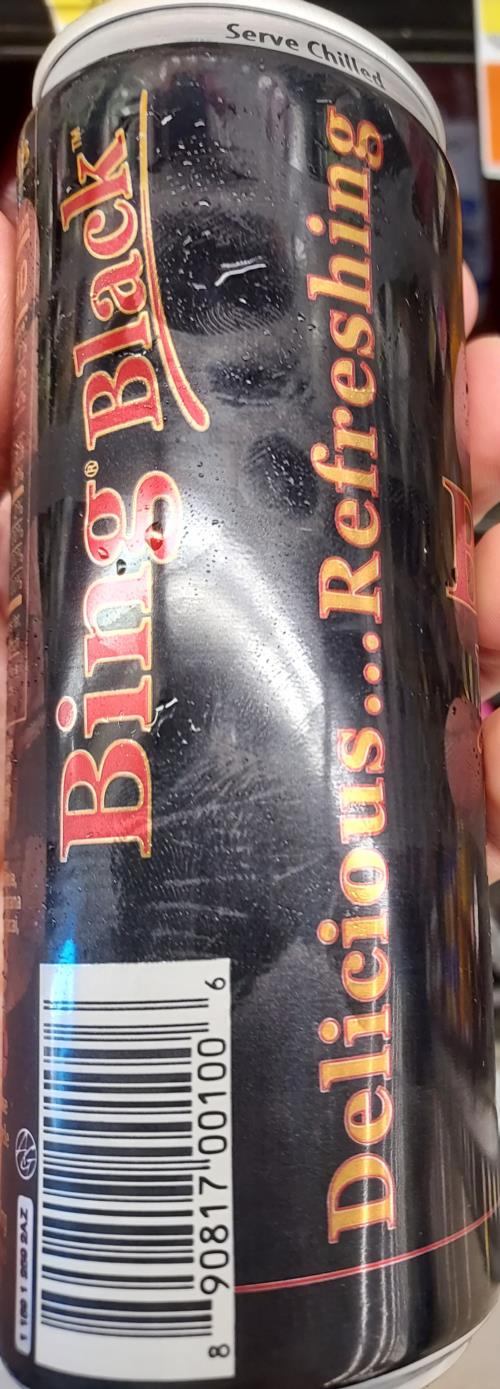 Serve Chilled
Bing® Black™
Delicious...Refreshing
8 90817 00100 6